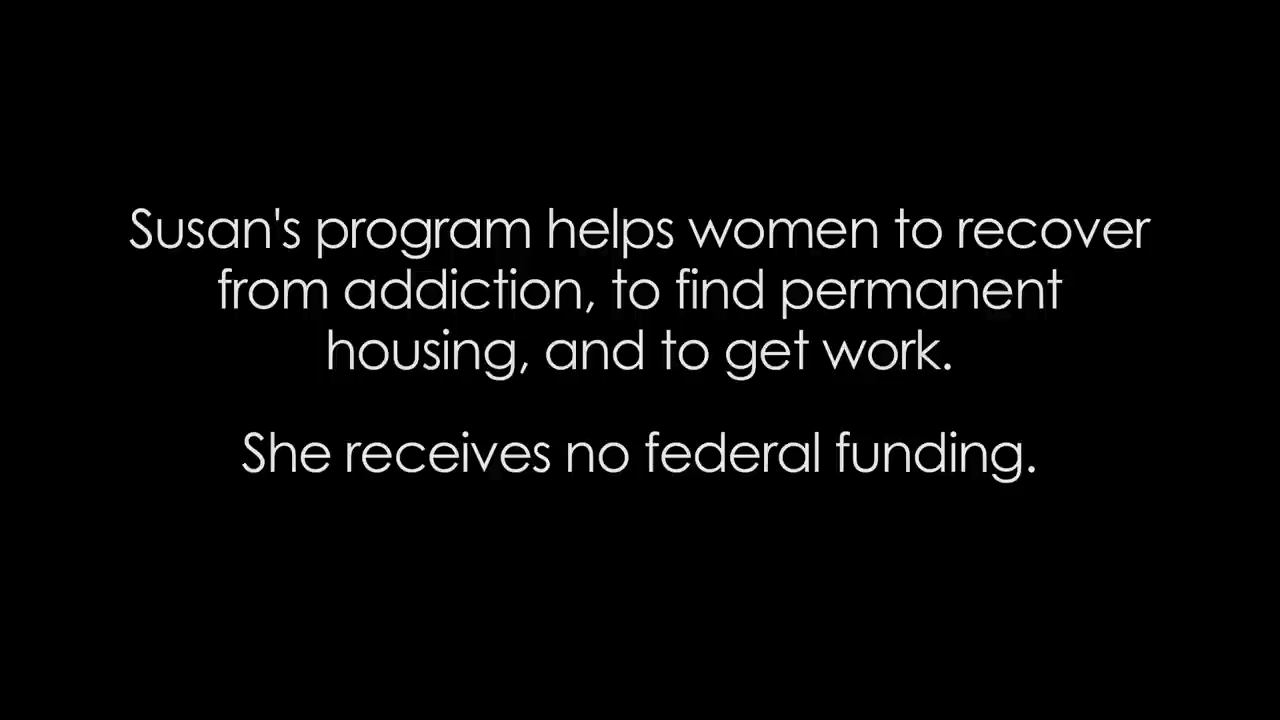 Susan's program helps women to recover
from addiction, to find permanent
housing, and to get work.
She receives no federal funding.